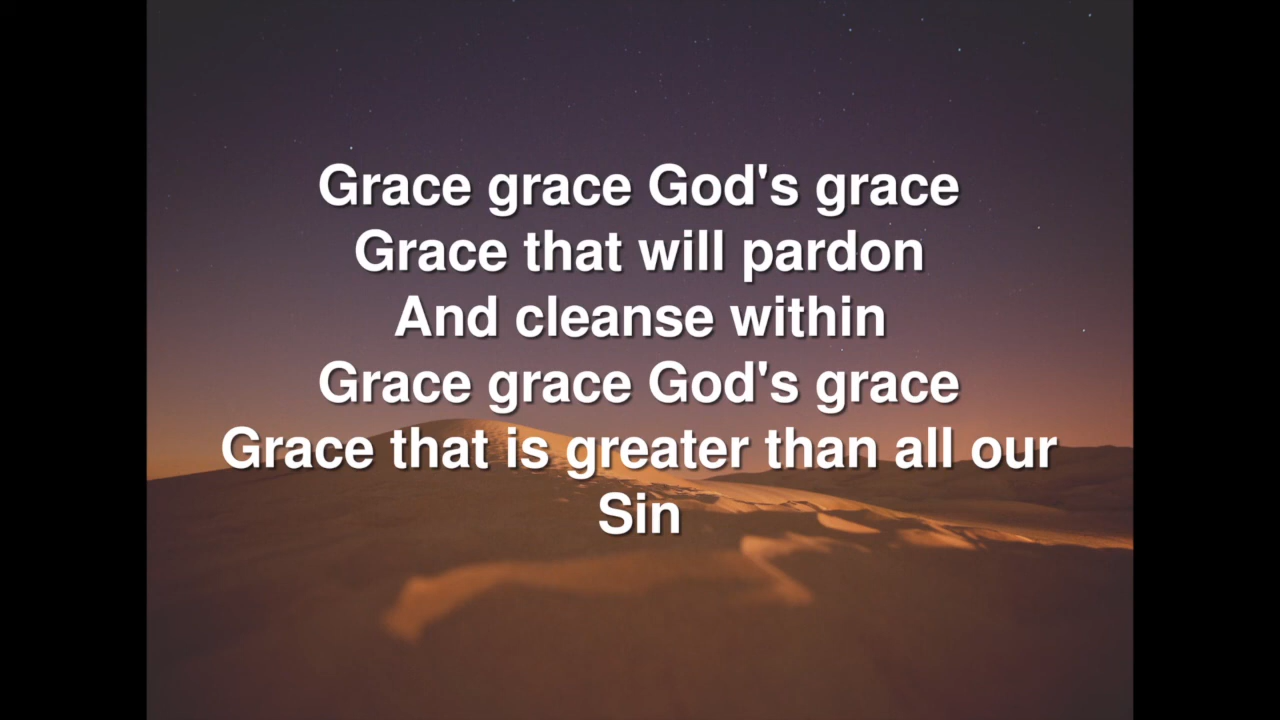 Grace grace God's grace
Grace that will pardon
And cleanse within
Grace grace God's grace
Grace that is greater than all our
Sin